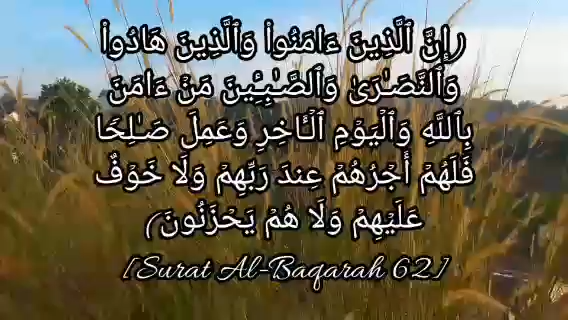 (إِنَّ ٱلَّذِينَ ءَامَنُوا۟ وَٱلَّذِينَ هَادُوا۟
وَٱلنَّصَـٰرَىٰ وَٱلصَّـٰبِـِٔينَ مَنْ ءَامَنَ
بِٱللَّهِ وَٱلْيَوْمِ ٱلْـَٔاخِرِ وَعَمِلَ صَـٰلِحًا
فَلَهُمْ أَجْرُهُمْ عِندَ رَبِّهِمْ وَلَا خَوْفٌ
عَلَيْهِمْ وَلَا هُمْ يَحْزَنُونَ)
[Surat Al-Baqarah 62]